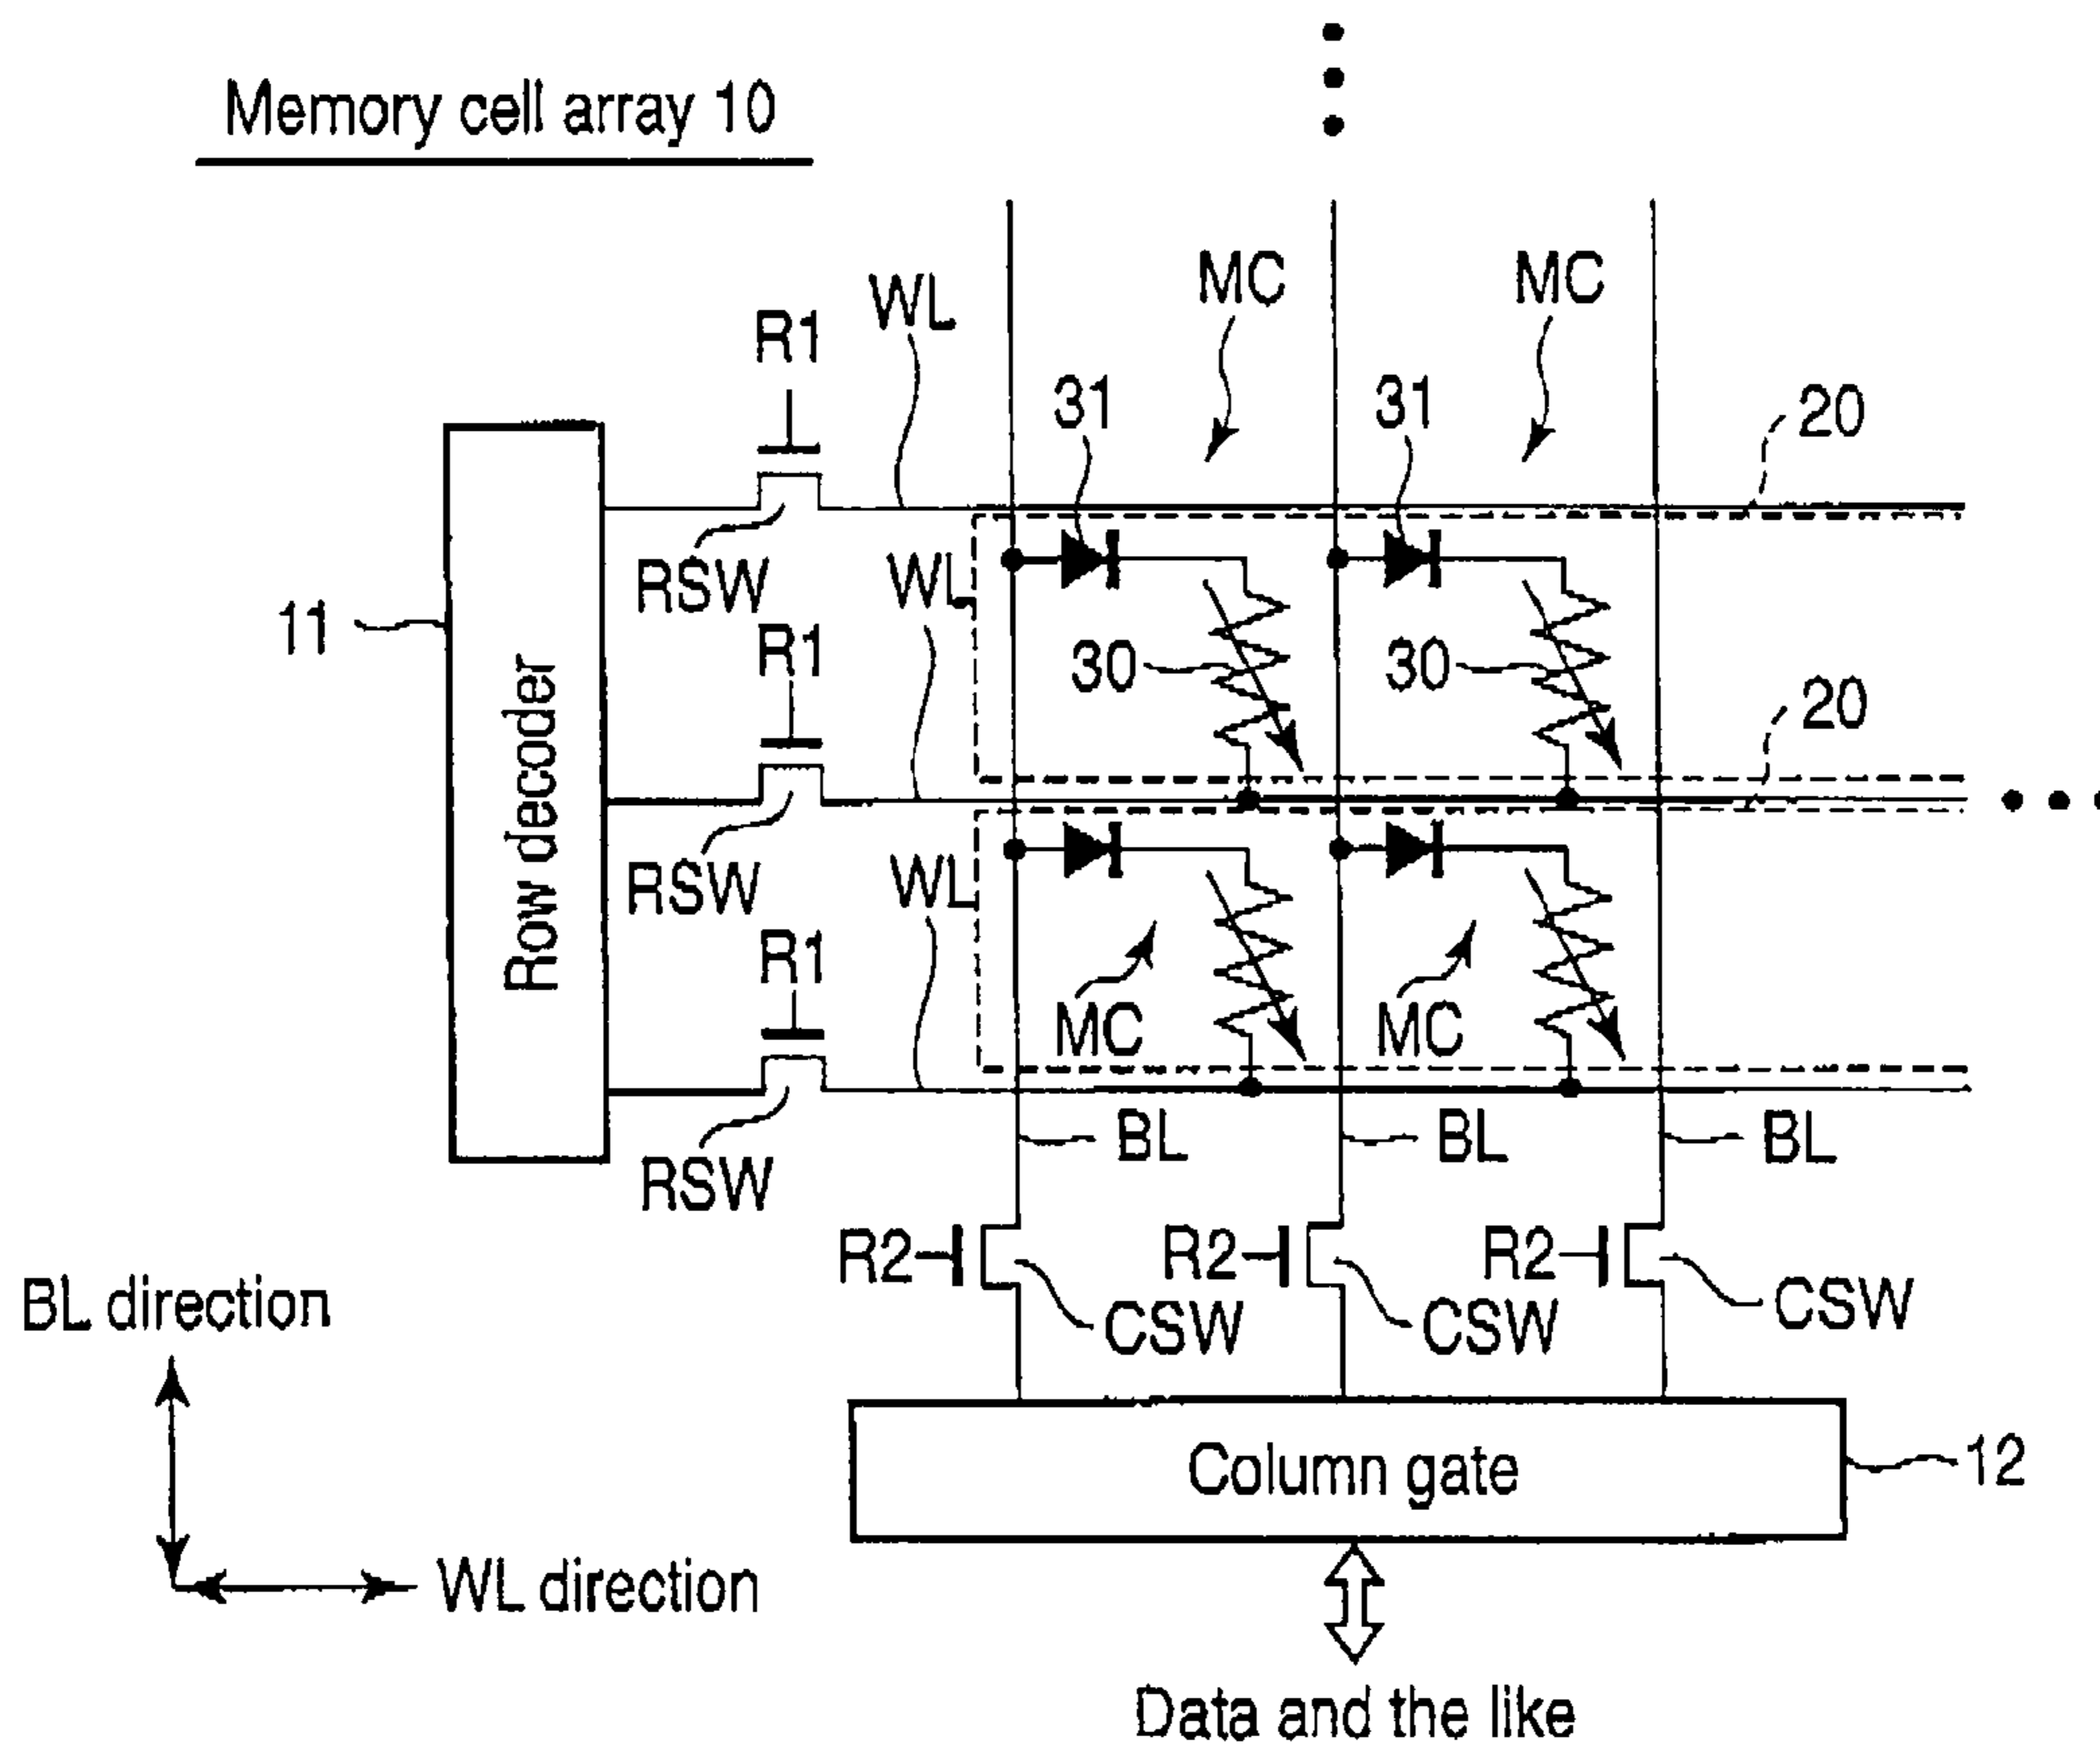 Memory cell array 10
MC
MC
WL
R1
31
31
20
RSW
WL
11
R1
30
30
20
Row decoder
RSW
WL
R1
MC
MC
RSW
BL
BL
BL
R2
R2
R2
CSW
CSW
CSW
BL direction
Column gate
12
WL direction
Data and the like